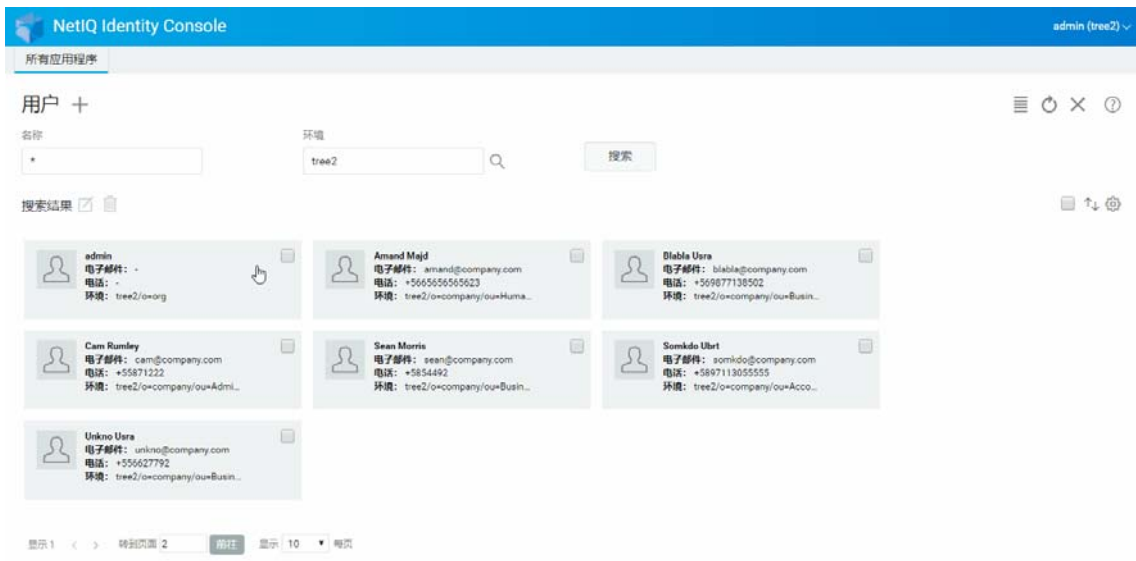 NetIQ Identity Console
admin (tree2)
所有应用程序
用户
名称
环境
*
tree2
搜索
搜索结果
admin
电子邮件: -
电话: -
环境: tree2/o=org
Amand Majd
电子邮件: amand@company.com
电话: +5665656565623
环境: tree2/o=company/ou=Huma...
Blabla Usra
电子邮件: blabla@company.com
电话: +569877138502
环境: tree2/o=company/ou=Busin...
Cam Rumley
电子邮件: cam@company.com
电话: +55871222
环境: tree2/o=company/ou=Admi...
Sean Morris
电子邮件: sean@company.com
电话: +5854492
环境: tree2/o=company/ou=Busin...
Somkdo Ubrt
电子邮件: somkdo@company.com
电话: +5897113055555
环境: tree2/o=company/ou=Acco...
Unkno Usra
电子邮件: unkno@company.com
电话: +556627792
环境: tree2/o=company/ou=Busin...
显示 1 < > 转到页面 2 前往 显示 10 每页